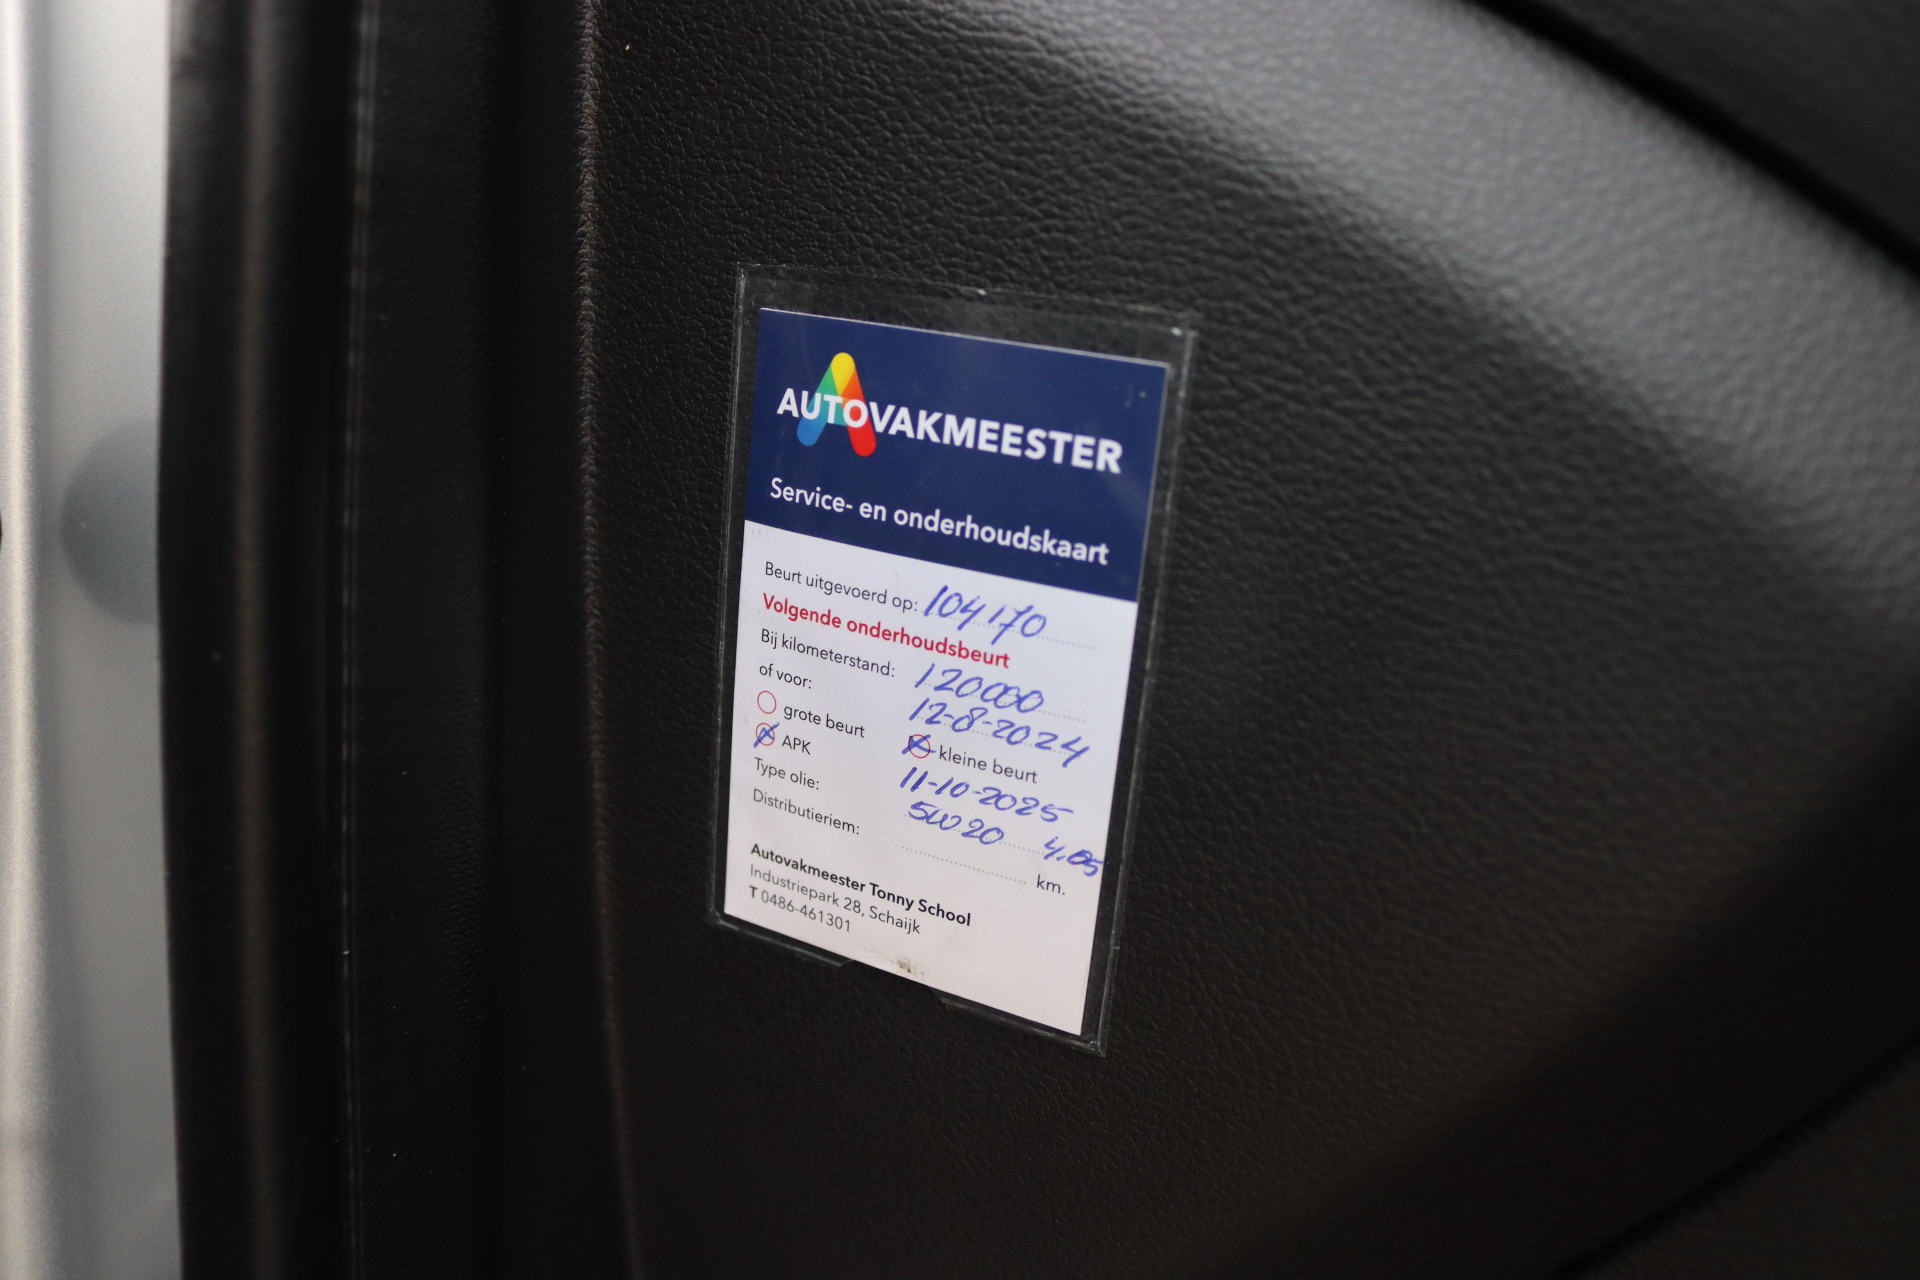 AUTOVAKMEESTER
Service- en onderhoudskaart
Beurt uitgevoerd op: 104170
Volgende onderhoudsbeurt
Bij kilometerstand: 120000
of voor: 12-8-2024
grote beurt kleine beurt
APK 11-10-2025
Type olie: 5W20 4.05
Distributieriem: km.
Autovakmeester Tonny School
Industriepark 28, Schaijk
T 0486-461301